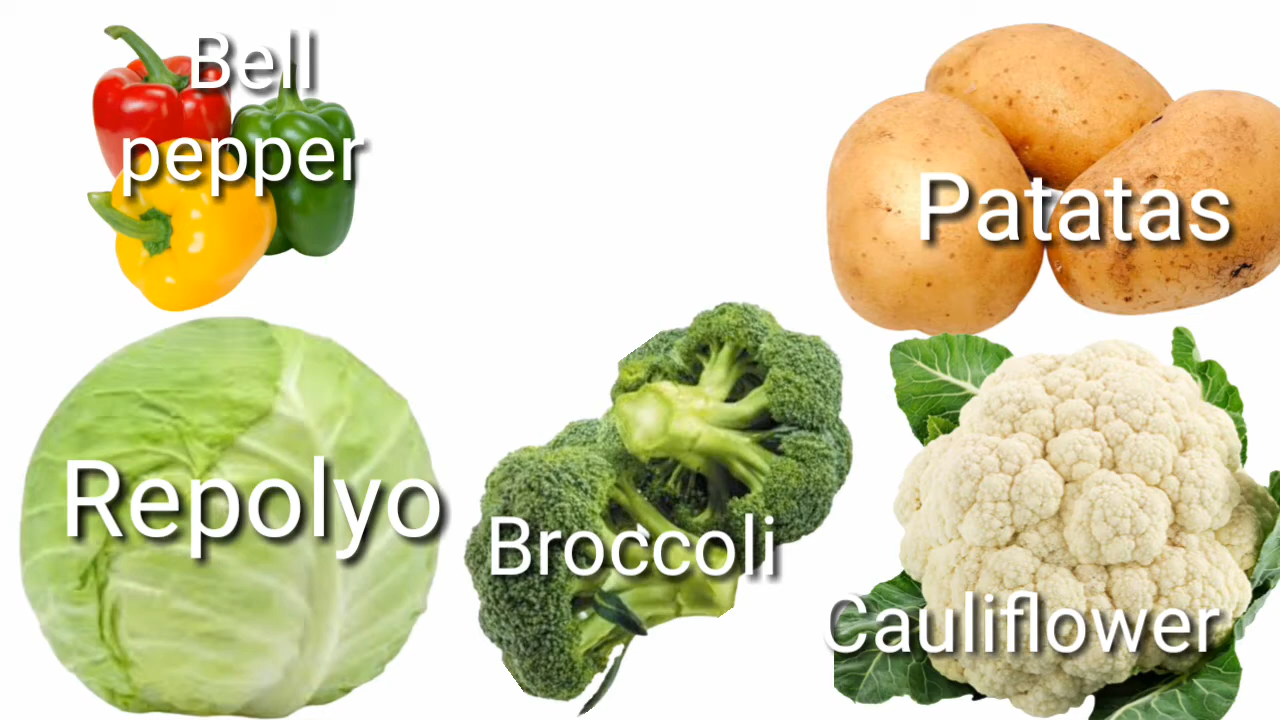 Bell
pepper
Patatas
Repolyo
Broccoli
Cauliflower